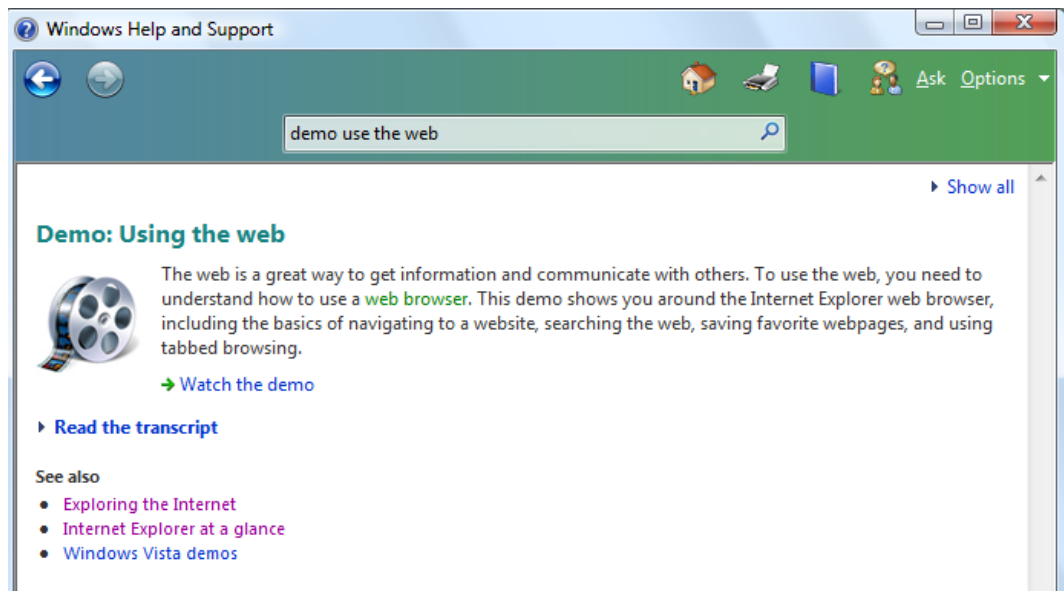 Windows Help and Support
Ask Options
demo use the web
Show all
Demo: Using the web
The web is a great way to get information and communicate with others. To use the web, you need to
understand how to use a web browser. This demo shows you around the Internet Explorer web browser,
including the basics of navigating to a website, searching the web, saving favorite webpages, and using
tabbed browsing.
Watch the demo
Read the transcript
See also
Exploring the Internet
Internet Explorer at a glance
Windows Vista demos